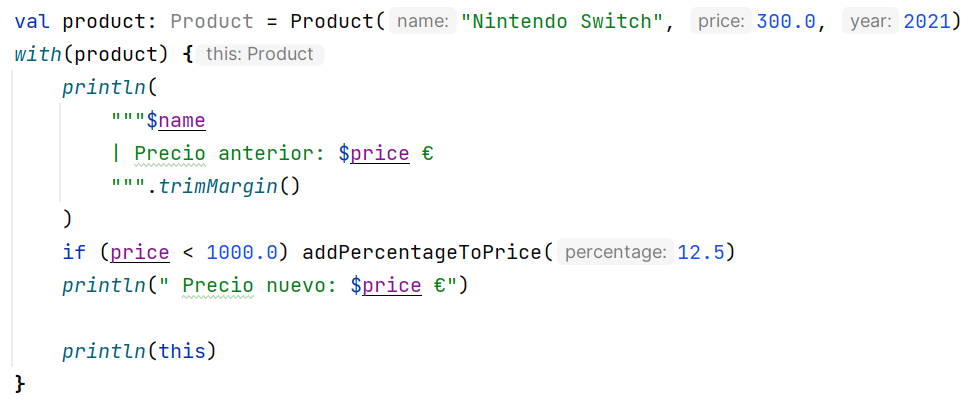 val product: Product = Product( name: "Nintendo Switch", price: 300.0, year: 2021)
with(product) { this: Product
    println(
        """$name
        | Precio anterior: $price €
        """.trimMargin()
    )
    if (price < 1000.0) addPercentageToPrice( percentage: 12.5)
    println(" Precio nuevo: $price €")
    println(this)
}